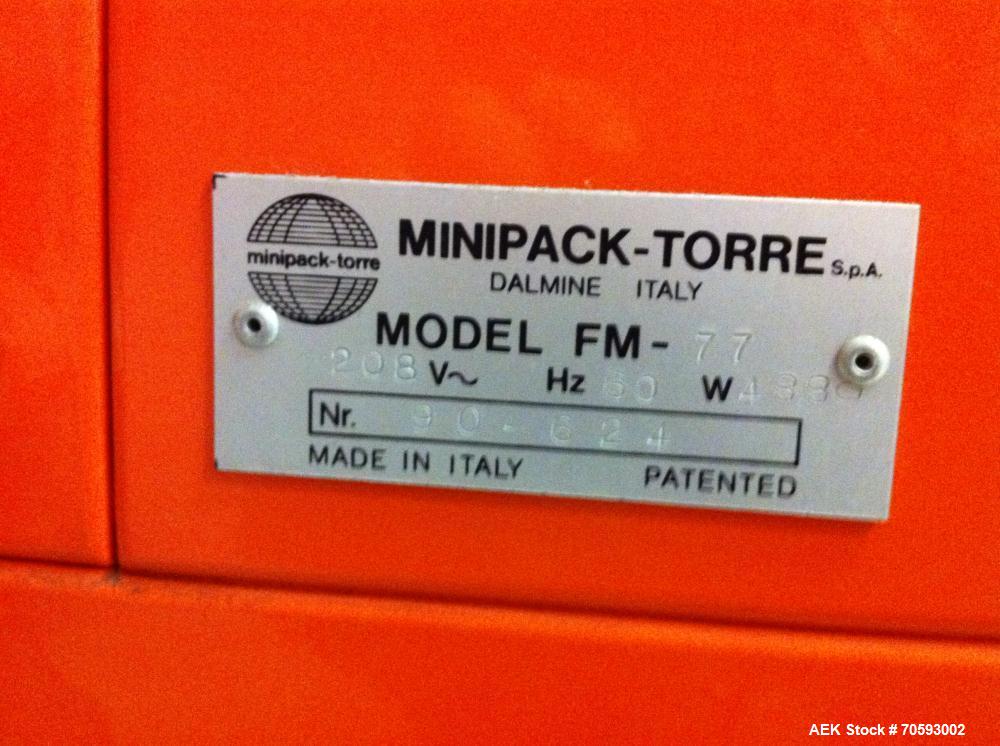 minipack-torre
MINIPACK-TORRE S.p.A.
DALMINE ITALY
MODEL FM-77
208 V~ Hz 60 W
Nr. 90-624
MADE IN ITALY PATENTED
AEK Stock # 70593002